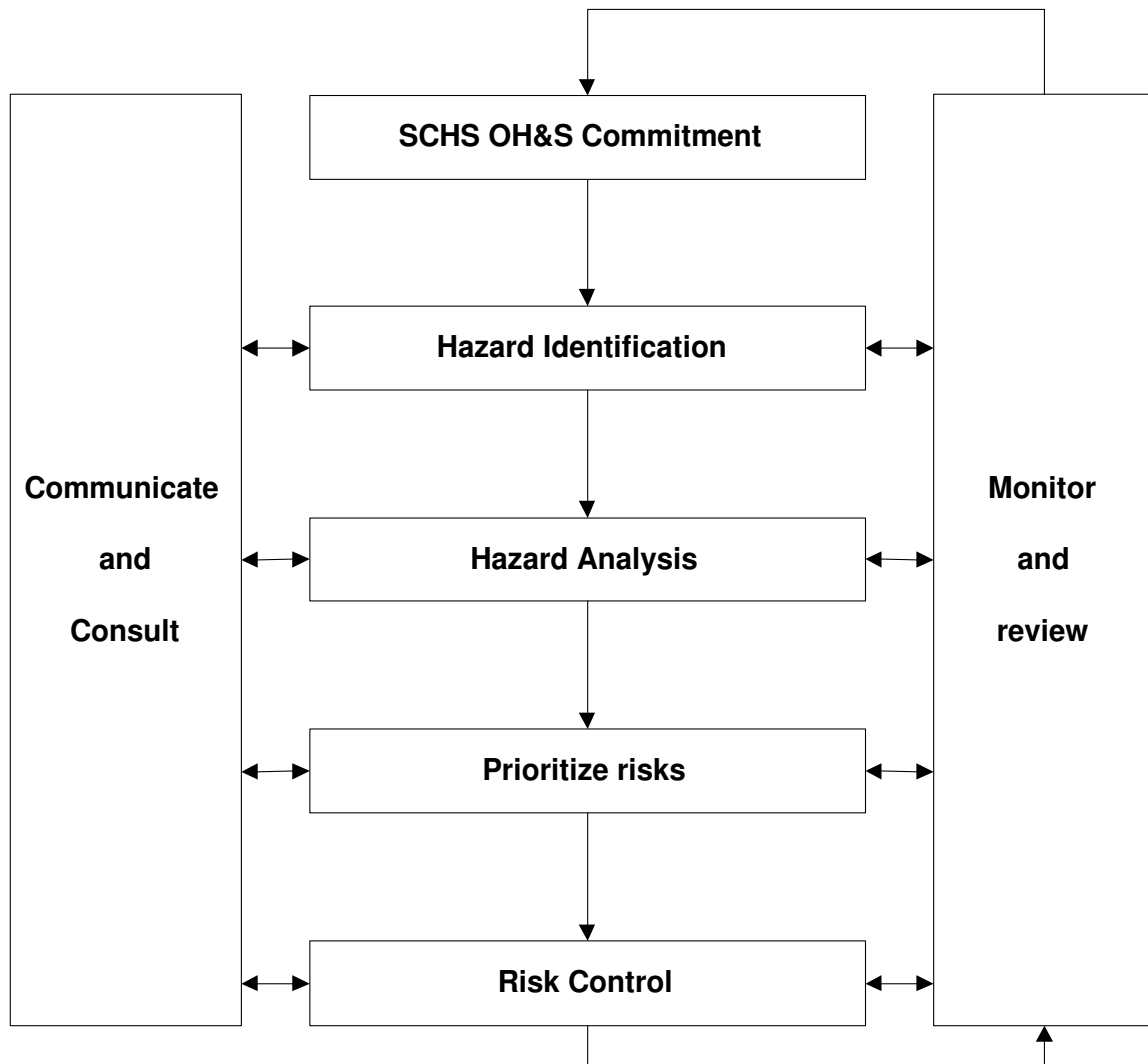 SCHS OH&S Commitment
Hazard Identification
Communicate
and
Consult
Monitor
and
review
Hazard Analysis
Prioritize risks
Risk Control